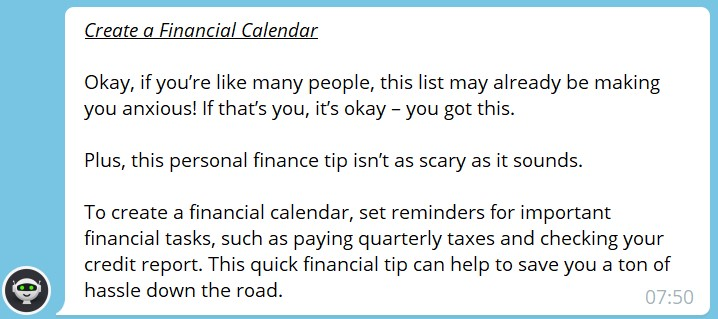 Create a Financial Calendar
Okay, if you're like many people, this list may already be making
you anxious! If that's you, it's okay – you got this.
Plus, this personal finance tip isn't as scary as it sounds.
To create a financial calendar, set reminders for important
financial tasks, such as paying quarterly taxes and checking your
credit report. This quick financial tip can help to save you a ton of
hassle down the road.
07:50